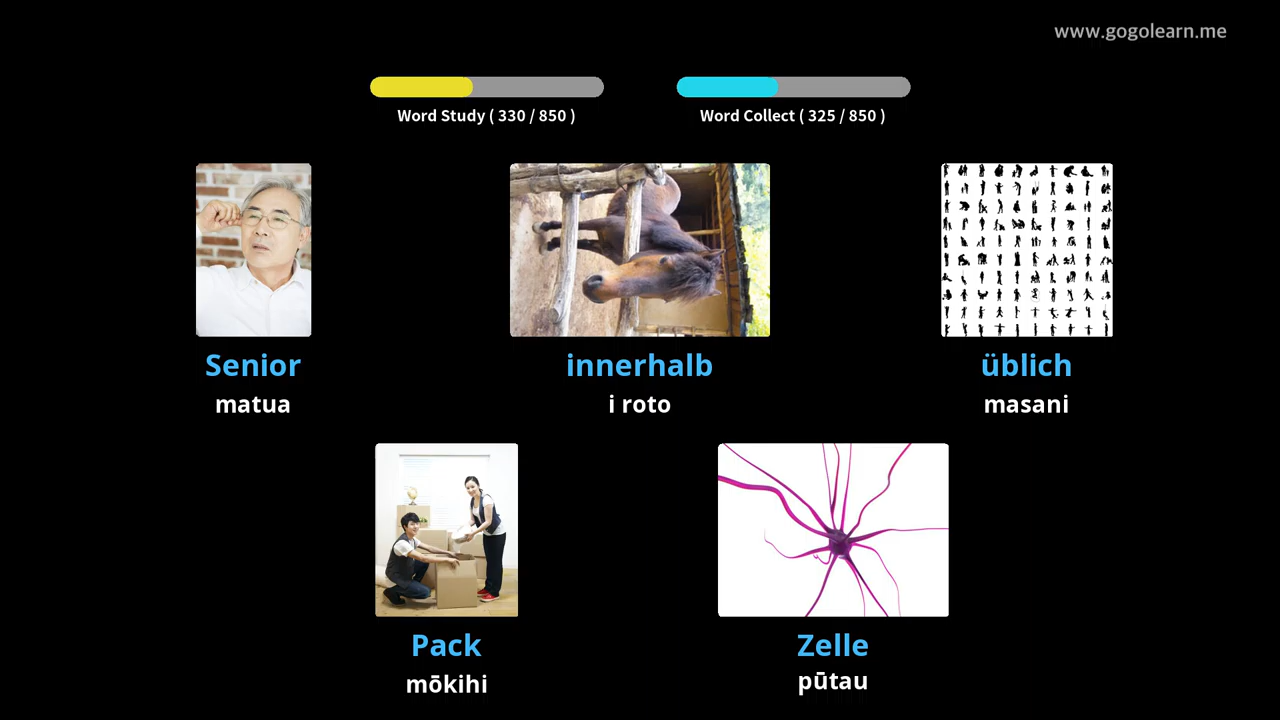 www.gogolearn.me
Word Study ( 330 / 850 )
Word Collect ( 325 / 850 )
Senior
matua
innerhalb
i roto
üblich
masani
Pack
mōkihi
Zelle
pūtau